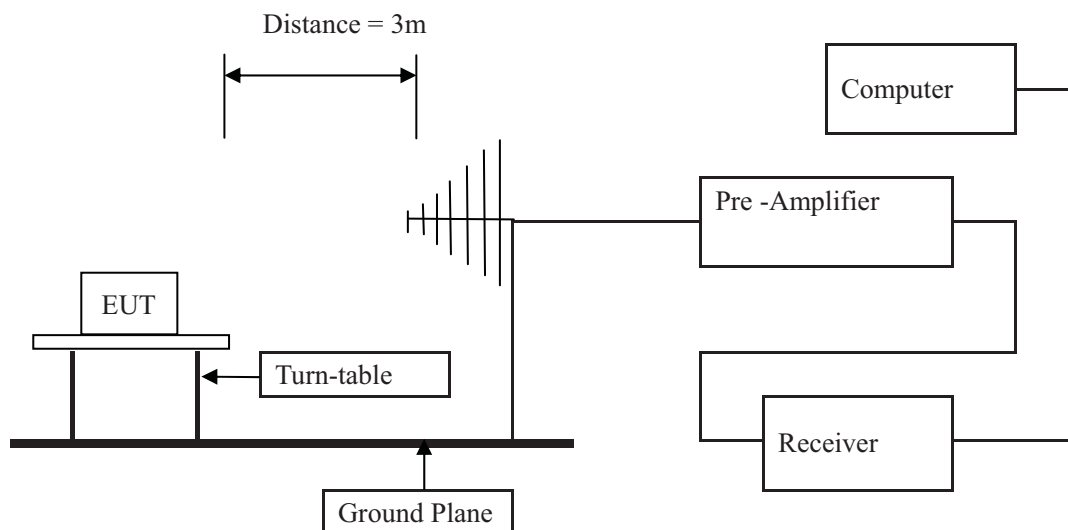 Distance = 3m
Computer
Pre -Amplifier
EUT
Turn-table
Receiver
Ground Plane